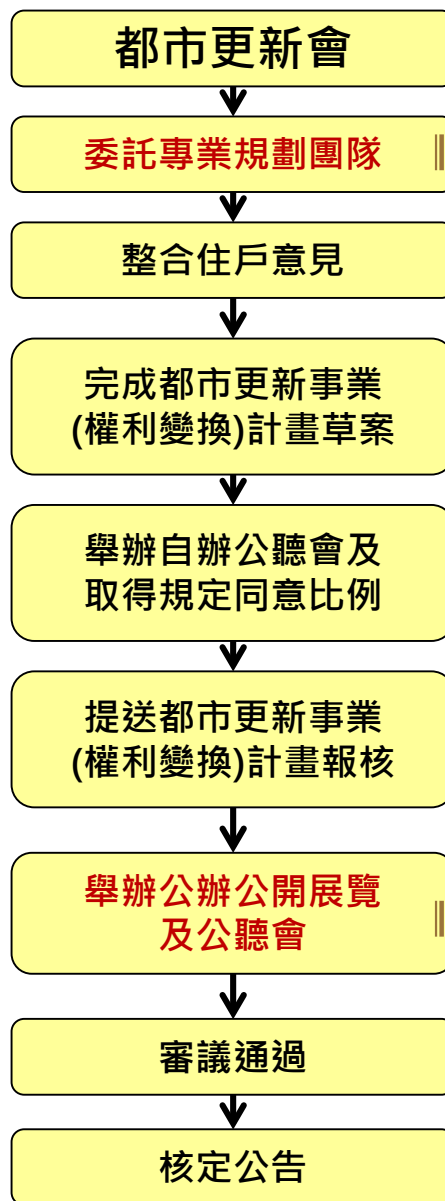 都市更新會
委託專業規劃團隊
整合住戶意見
完成都市更新事業
(權利變換)計畫草案
舉辦自辦公聽會及
取得規定同意比例
提送都市更新事業
(權利變換)計畫報核
舉辦公辦公開展覽
及公聽會
審議通過
核定公告